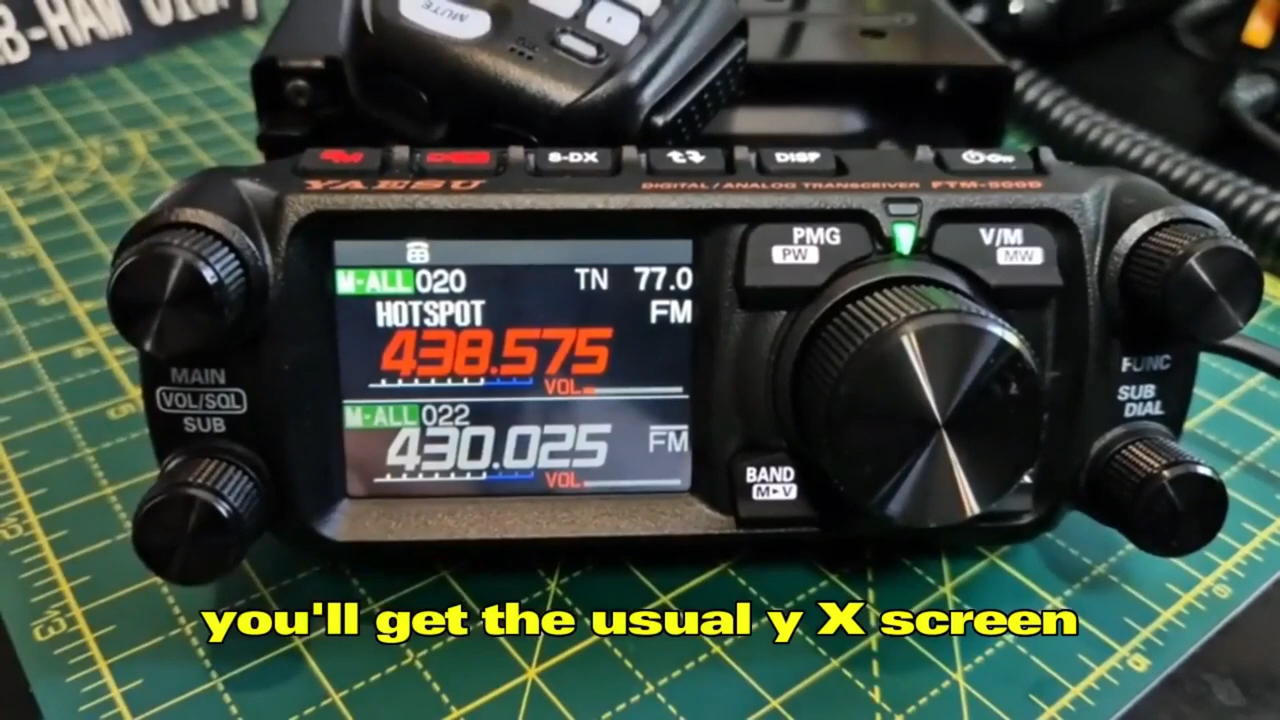 B-HAM
MUTE
S-DX
DISP
YAESU
DIGITAL / ANALOG TRANSCEIVER FTM-500D
PMG
PW
V/M
MW
M-ALL 020 TN 77.0
HOTSPOT FM
438.575
VOL
M-ALL 022
430.025 FM
VOL
MAIN
VOL/SQL
SUB
BAND
M▸V
FUNC
SUB
DIAL
13
you'll get the usual y X screen